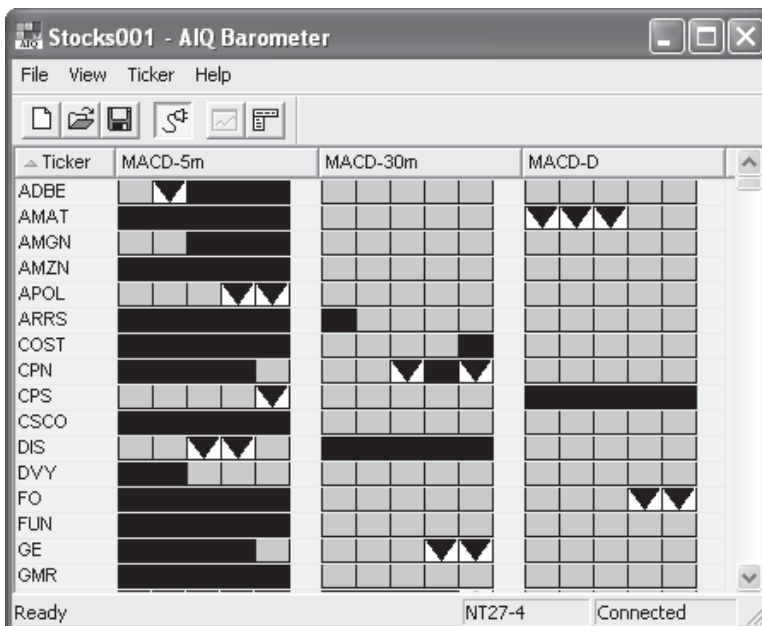 AIQ
Stocks001 - AIQ Barometer
File View Ticker Help
Ticker MACD-5m MACD-30m MACD-D
ADBE
AMAT
AMGN
AMZN
APOL
ARRS
COST
CPN
CPS
CSCO
DIS
DVY
FO
FUN
GE
GMR
Ready NT27-4 Connected